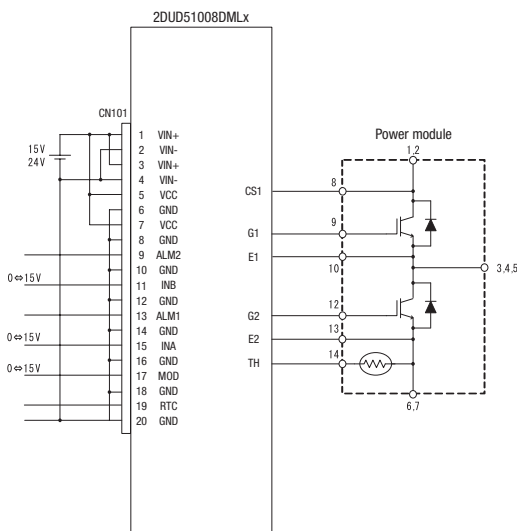 2DUD51008DMLx
CN101
15V
24V
1 VIN+
2 VIN-
3 VIN+
4 VIN-
5 VCC
6 GND
7 VCC
8 GND
9 ALM2
10 GND
11 INB
12 GND
13 ALM1
14 GND
15 INA
16 GND
17 MOD
18 GND
19 RTC
20 GND
0⇔15V
0⇔15V
0⇔15V
CS1
G1
E1
G2
E2
TH
Power module
1,2
8
9
10
3,4,5
12
13
14
6,7